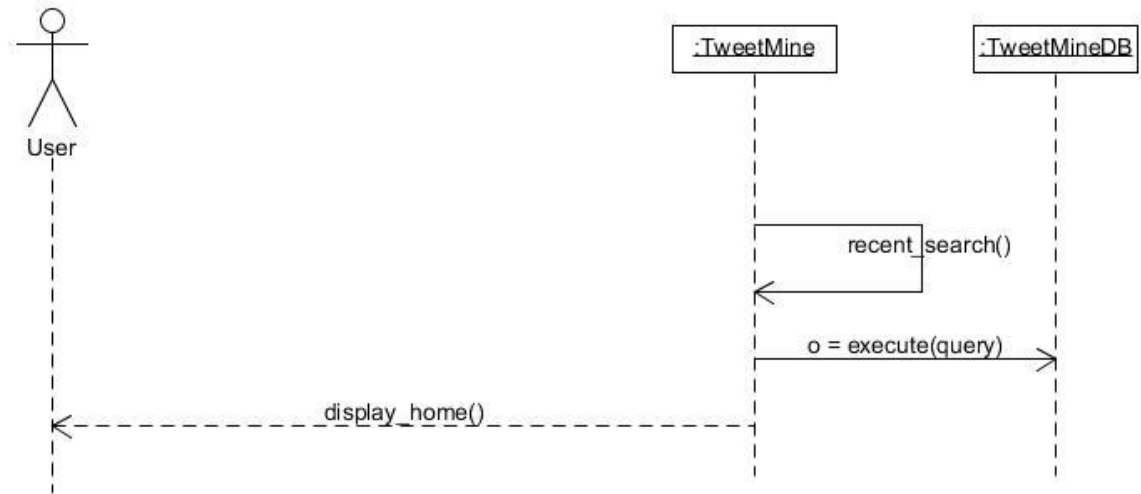 :TweetMine
:TweetMineDB
User
recent_search()
o = execute(query)
display_home()